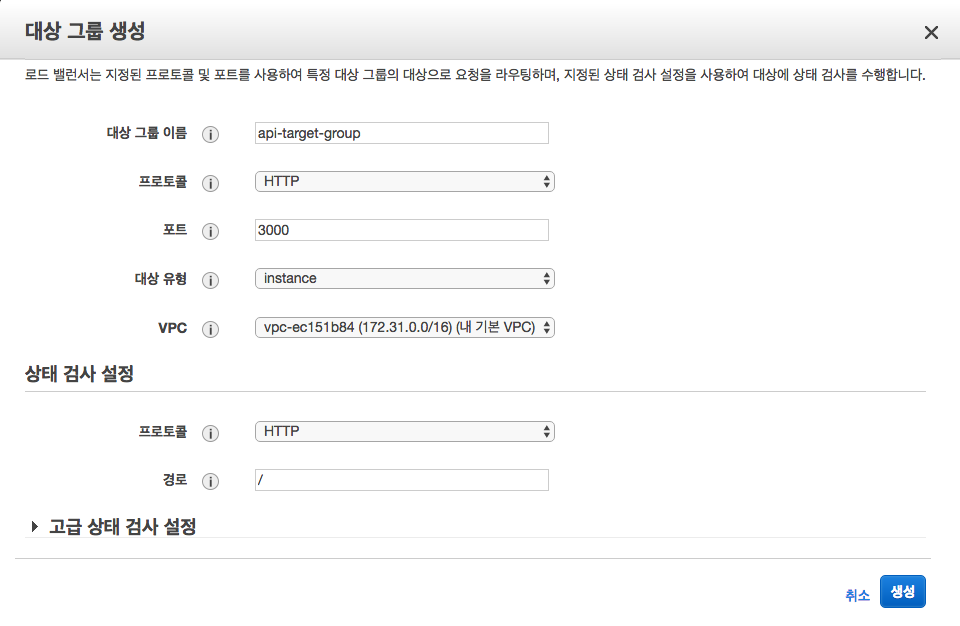 대상 그룹 생성
로드 밸런서는 지정된 프로토콜 및 포트를 사용하여 특정 대상 그룹의 대상으로 요청을 라우팅하며, 지정된 상태 검사 설정을 사용하여 대상에 상태 검사를 수행합니다.
대상 그룹 이름 api-target-group
프로토콜 HTTP
포트 3000
대상 유형 instance
VPC vpc-ec151b84 (172.31.0.0/16) (내 기본 VPC)
상태 검사 설정
프로토콜 HTTP
경로 /
고급 상태 검사 설정
취소 생성